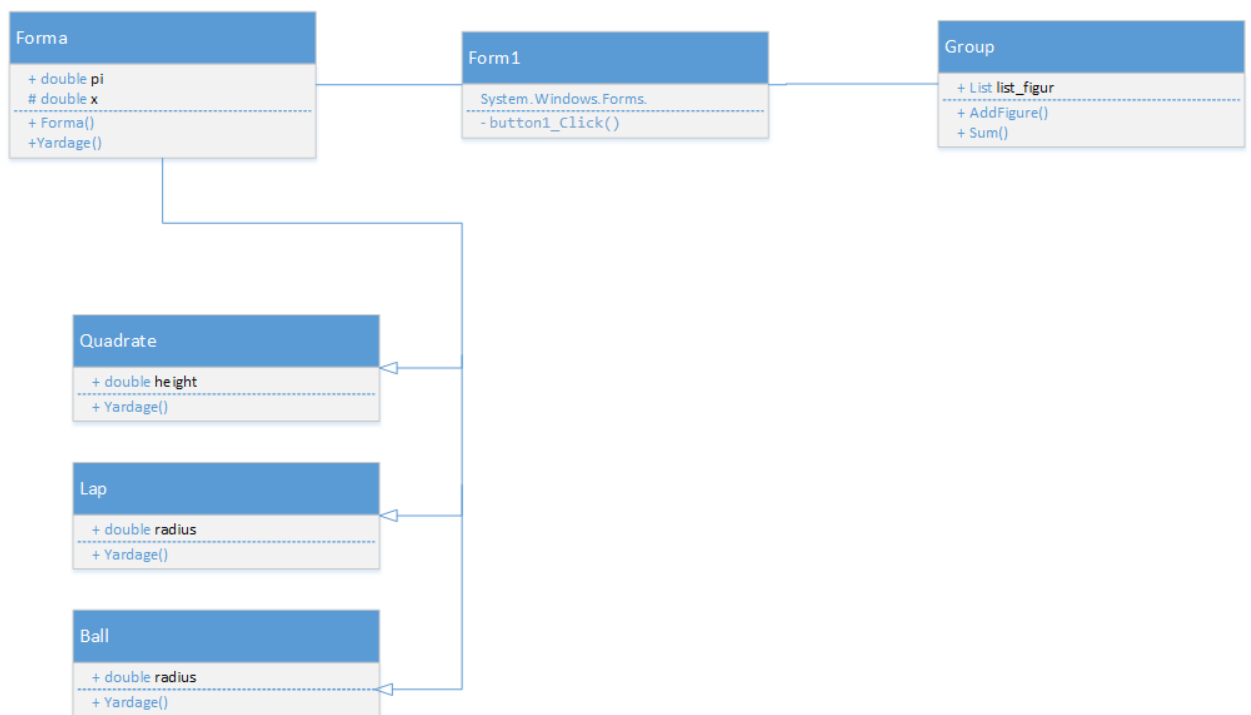 Forma
+ double pi
# double x
+ Forma()
+Yardage()
Form1
System.Windows.Forms.
- button1_Click()
Group
+ List list_figur
+ AddFigure()
+ Sum()
Quadrate
+ double height
+ Yardage()
Lap
+ double radius
+ Yardage()
Ball
+ double radius
+ Yardage()